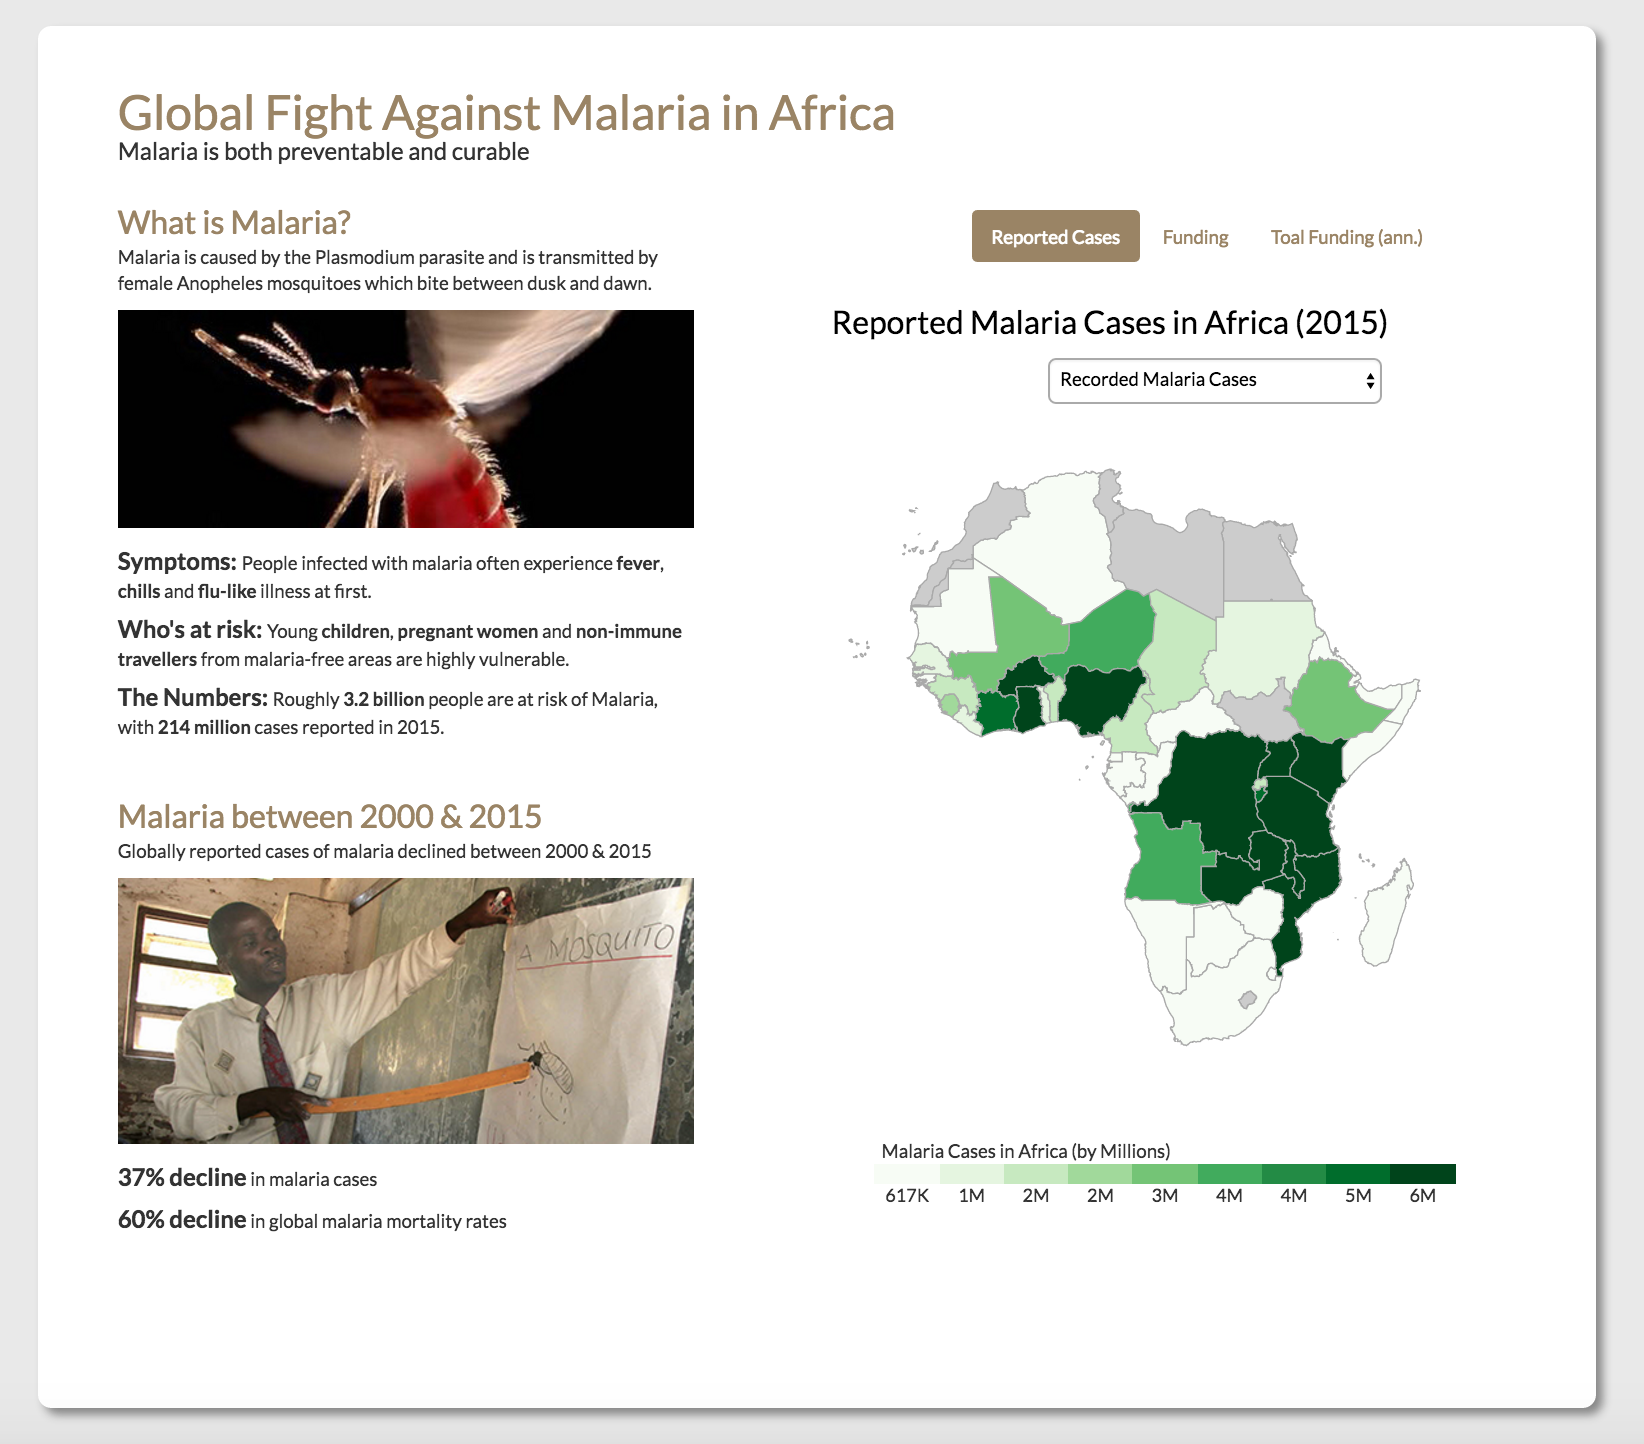 Global Fight Against Malaria in Africa
Malaria is both preventable and curable
What is Malaria?
Malaria is caused by the Plasmodium parasite and is transmitted by
female Anopheles mosquitoes which bite between dusk and dawn.
Symptoms: People infected with malaria often experience fever,
chills and flu-like illness at first.
Who's at risk: Young children, pregnant women and non-immune
travellers from malaria-free areas are highly vulnerable.
The Numbers: Roughly 3.2 billion people are at risk of Malaria,
with 214 million cases reported in 2015.
Malaria between 2000 & 2015
Globally reported cases of malaria declined between 2000 & 2015
A MOSQUITO
37% decline in malaria cases
60% decline in global malaria mortality rates
Reported Cases Funding Toal Funding (ann.)
Reported Malaria Cases in Africa (2015)
Recorded Malaria Cases
Malaria Cases in Africa (by Millions)
617K 1M 2M 2M 3M 4M 4M 5M 6M